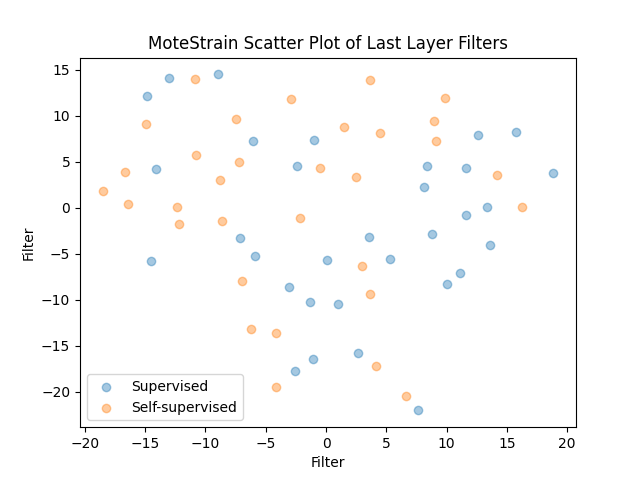 MoteStrain Scatter Plot of Last Layer Filters
15
10
5
0
−5
−10
−15
−20
Filter
Supervised
Self-supervised
−20 −15 −10 −5 0 5 10 15 20
Filter